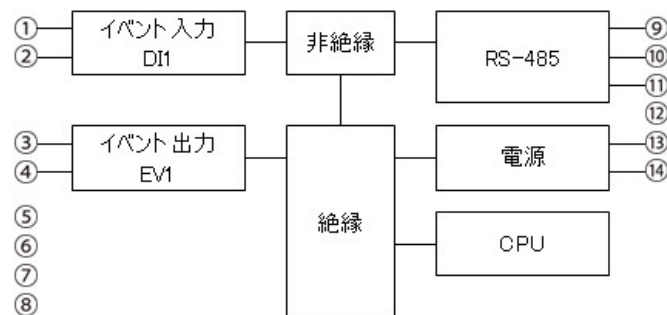 ①
イベント入力
DI1
②
非絶縁
RS-485
⑨
⑩
⑪
⑫
③
イベント出力
EV1
④
絶縁
電源
⑬
⑭
⑤
⑥
⑦
⑧
CPU